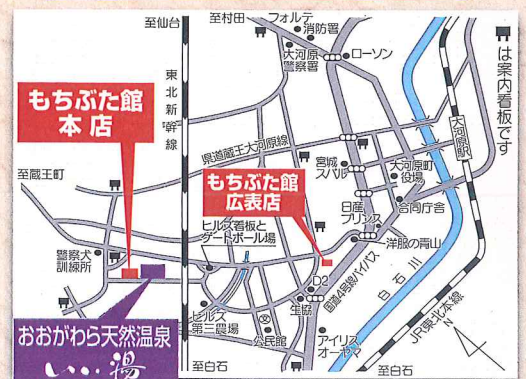 至仙台
至村田
フォルテ
消防署
大河原
警察署
ローソン
は案内看板です
東北新幹線
もちぶた館
本店
県道蔵王大河原線
大河原駅
宮城
スバル
大河原町
役場
至蔵王町
もちぶた館
広表店
日産
プリンス
合同庁舎
ヒルズ看板と
ゲートボール場
洋服の青山
警察犬
訓練所
D2
国道4号線バイパス
白石川
生協
ヒルズ
第三農場
文
公民館
アイリス
オーヤマ
JR東北本線
おおがわら天然温泉
いい湯
至白石
至白石
N